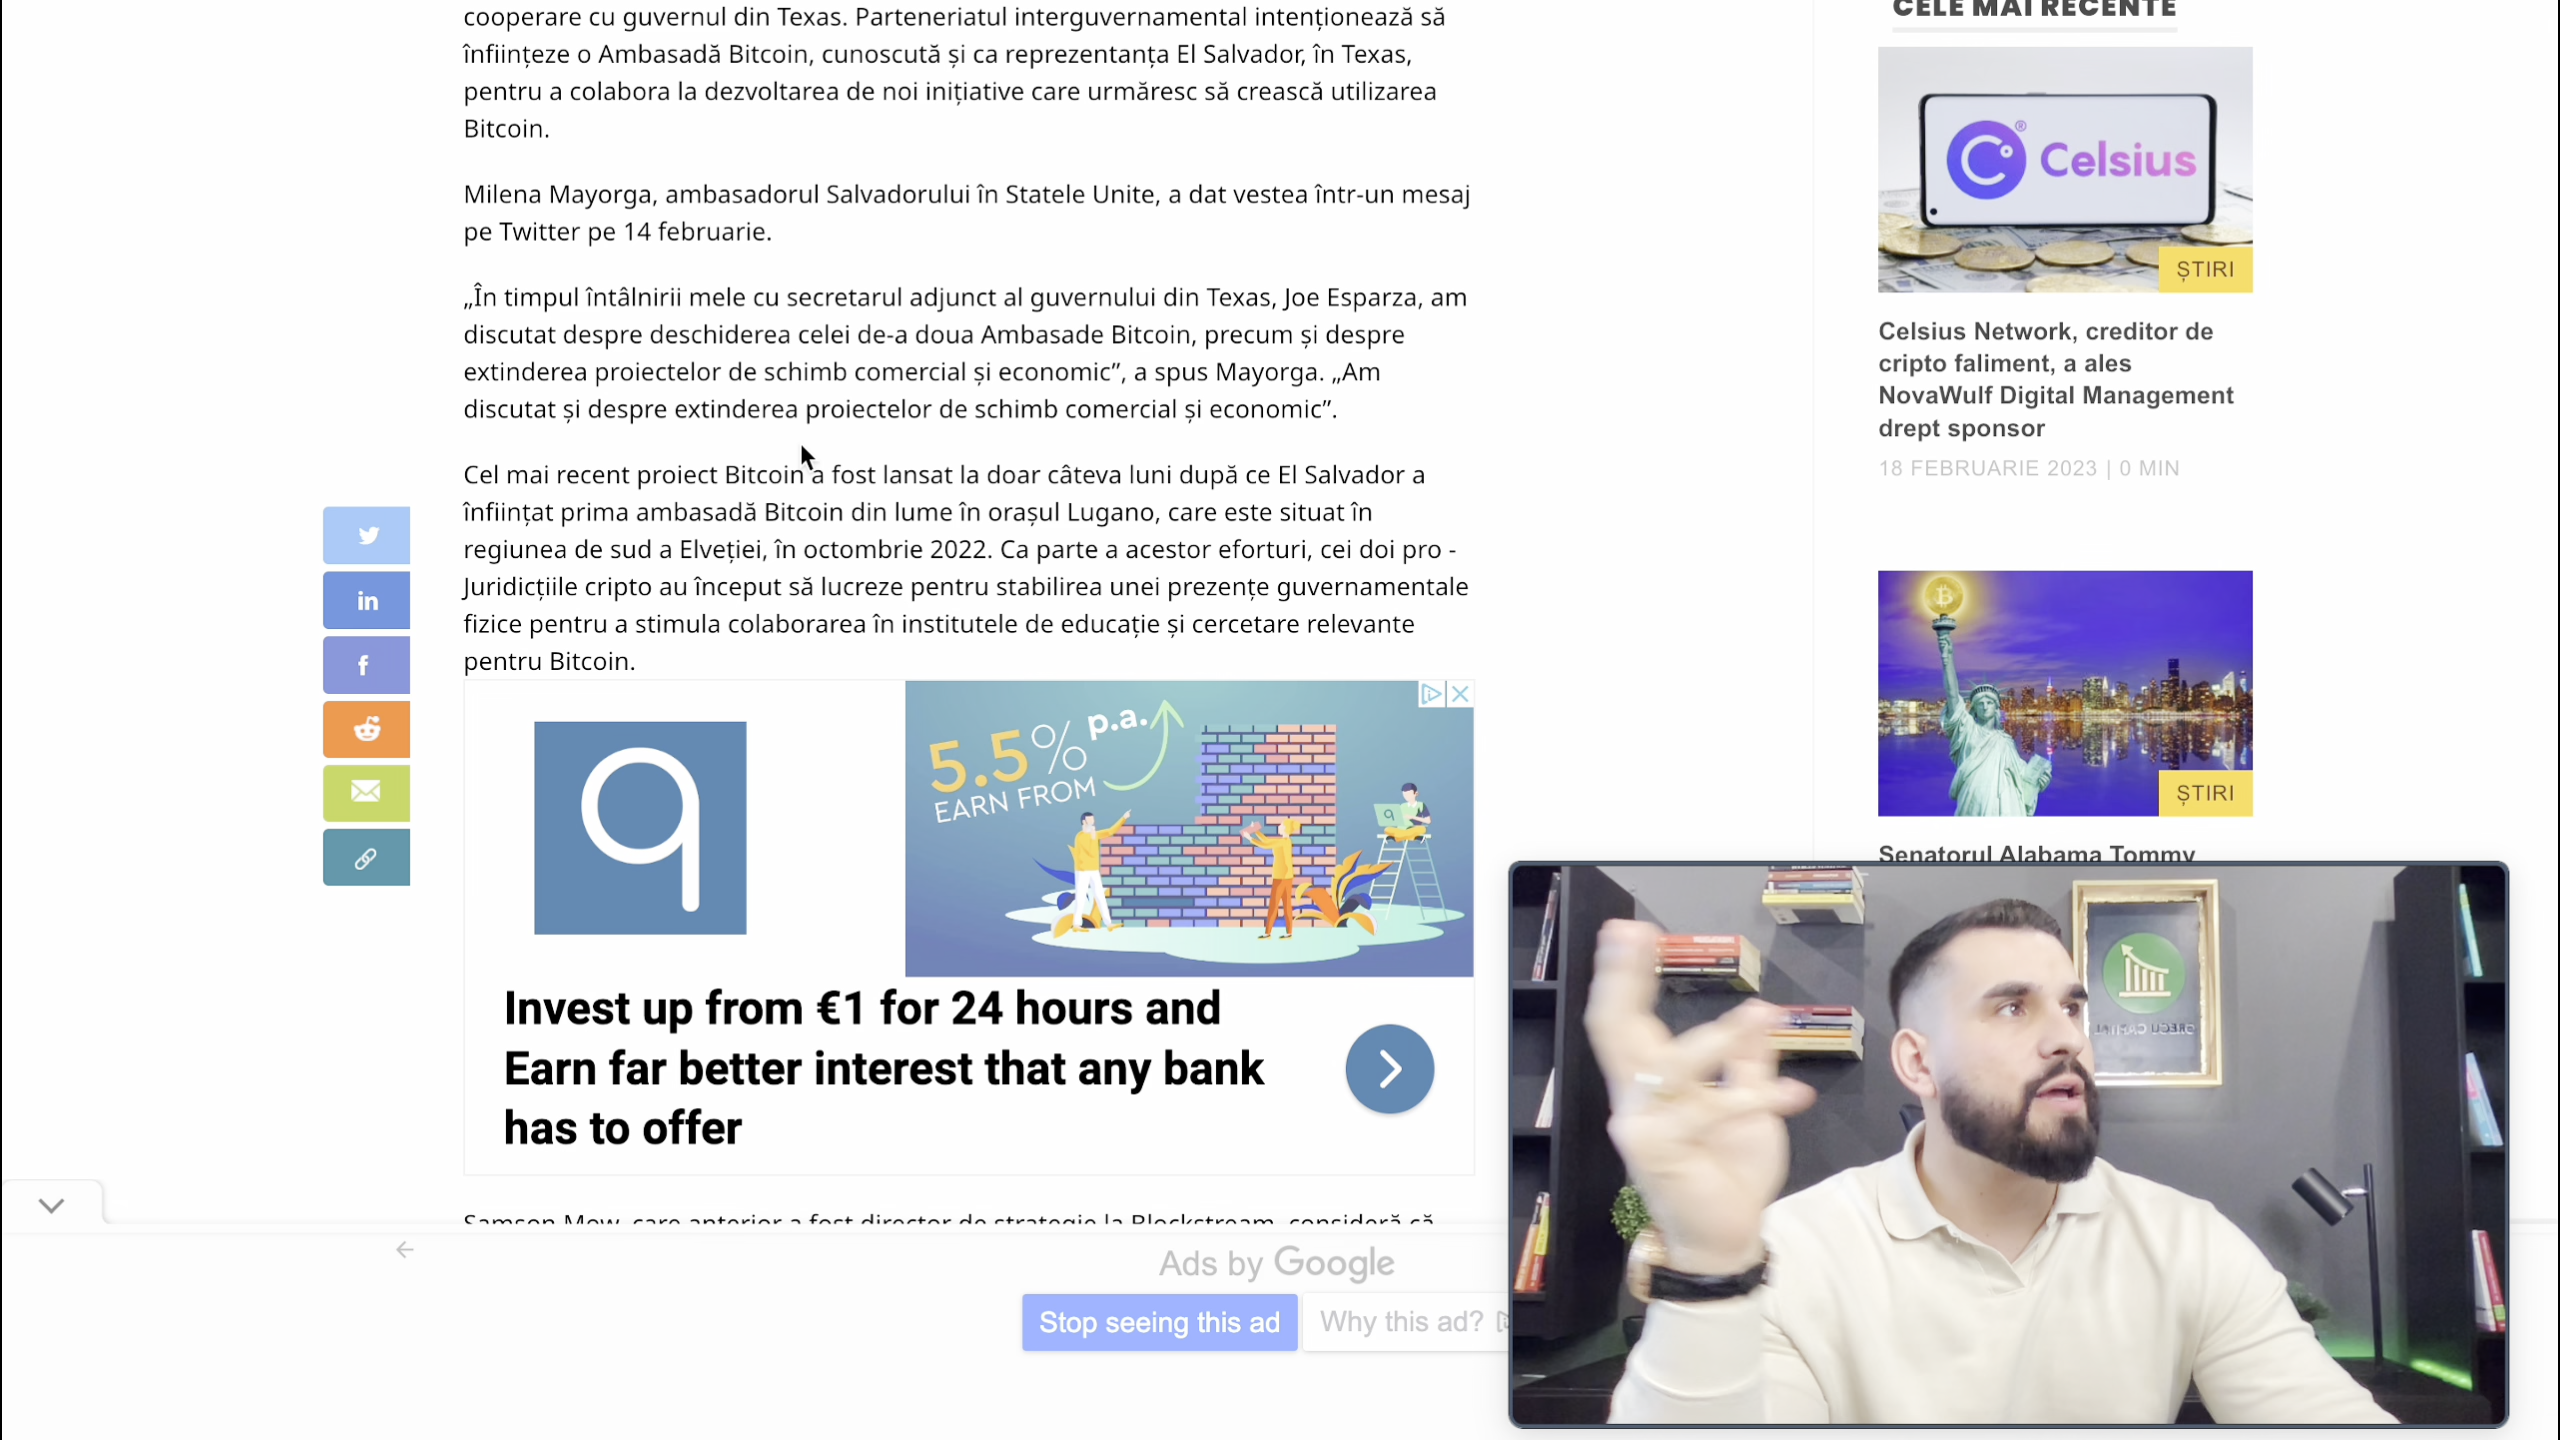 cooperare cu guvernul din Texas. Parteneriatul interguvernamental intenționează să
înființeze o Ambasadă Bitcoin, cunoscută și ca reprezentanța El Salvador, în Texas,
pentru a colabora la dezvoltarea de noi inițiative care urmăresc să crească utilizarea
Bitcoin.
Milena Mayorga, ambasadorul Salvadorului în Statele Unite, a dat vestea într-un mesaj
pe Twitter pe 14 februarie.
„În timpul întâlnirii mele cu secretarul adjunct al guvernului din Texas, Joe Esparza, am
discutat despre deschiderea celei de-a doua Ambasade Bitcoin, precum și despre
extinderea proiectelor de schimb comercial și economic”, a spus Mayorga. „Am
discutat și despre extinderea proiectelor de schimb comercial și economic”.
Cel mai recent proiect Bitcoin a fost lansat la doar câteva luni după ce El Salvador a
înființat prima ambasadă Bitcoin din lume în orașul Lugano, care este situat în
regiunea de sud a Elveției, în octombrie 2022. Ca parte a acestor eforturi, cei doi pro -
Juridicțiile cripto au început să lucreze pentru stabilirea unei prezențe guvernamentale
fizice pentru a stimula colaborarea în institutele de educație și cercetare relevante
pentru Bitcoin.
5.5% p.a.
EARN FROM
Invest up from €1 for 24 hours and
Earn far better interest that any bank
has to offer
Samson Mow, care anterior a fost director de strategie la Blockstream, consideră că
Ads by Google
Stop seeing this ad
Why this ad?
CELE MAI RECENTE
Celsius
ȘTIRI
Celsius Network, creditor de
cripto faliment, a ales
NovaWulf Digital Management
drept sponsor
18 FEBRUARIE 2023 | 0 MIN
ȘTIRI
Senatorul Alabama Tommy
GRECU CAPITAL